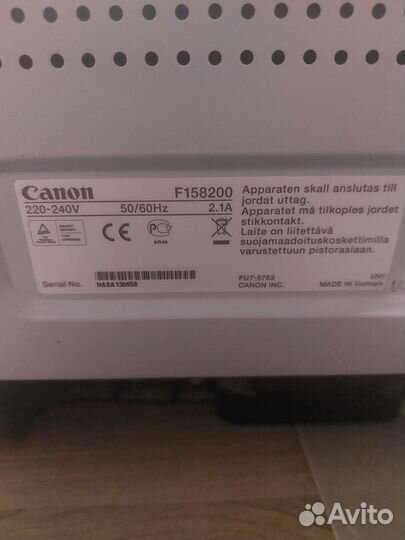 Canon F158200
220-240V 50/60Hz 2.1A
Apparaten skall anslutas till
jordat uttag.
Apparatet må tilkoples jordet
stikkontakt.
Laite on liitettävä
suojamaadoituskoskettimilla
varustettuun pistorasiaan.
CE
AR46
Serial No. NASA139658
FU7-8783 VNT
CANON INC. MADE IN Vietnam
Avito